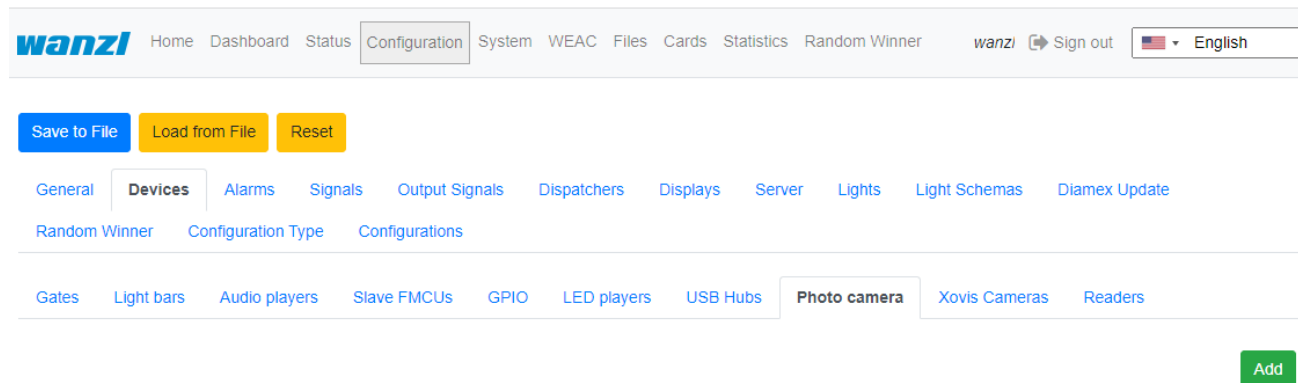 wanzl Home Dashboard Status Configuration System WEAC Files Cards Statistics Random Winner wanzl Sign out English
Save to File Load from File Reset
General Devices Alarms Signals Output Signals Dispatchers Displays Server Lights Light Schemas Diamex Update
Random Winner Configuration Type Configurations
Gates Light bars Audio players Slave FMCUs GPIO LED players USB Hubs Photo camera Xovis Cameras Readers
Add